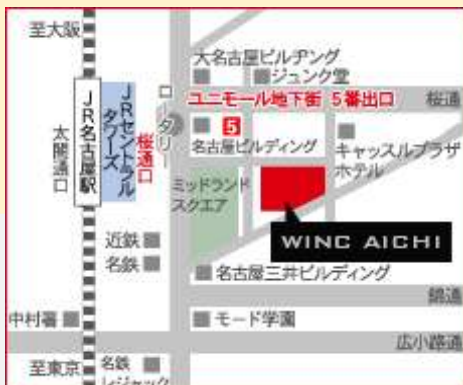 至大阪
大名古屋ビルヂング
ジュンク堂
ユニモール地下街 5番出口
桜通
JR名古屋駅
JRセントラル
タワーズ
ロータリー
桜通口
太閤通口
5
名古屋ビルディング
キャッスルプラザ
ホテル
ミッドランド
スクエア
WINC AICHI
近鉄
名鉄
名古屋三井ビルディング
錦通
中村署
モード学園
広小路通
至東京
名鉄
レジャック